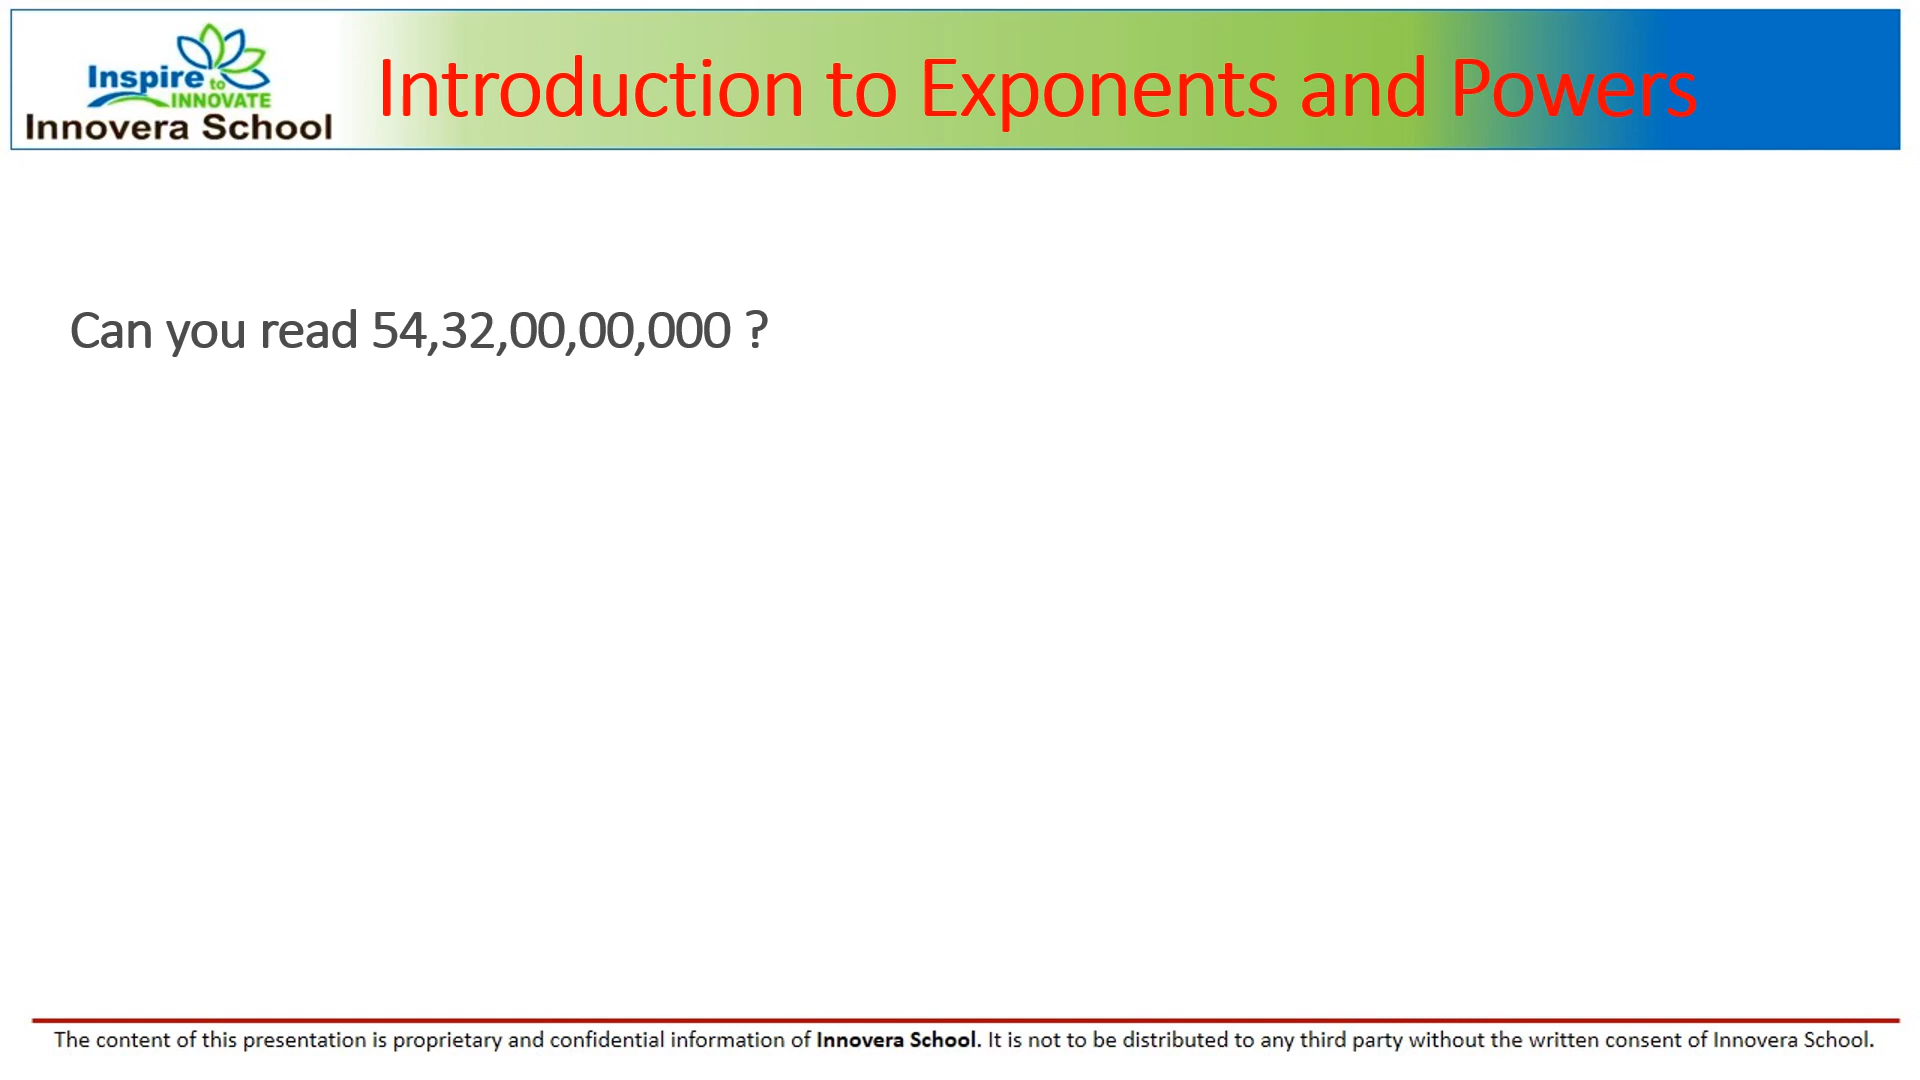 Inspire to
INNOVATE
Innovera School
Introduction to Exponents and Powers
Can you read 54,32,00,00,000 ?
The content of this presentation is proprietary and confidential information of Innovera School. It is not to be distributed to any third party without the written consent of Innovera School.